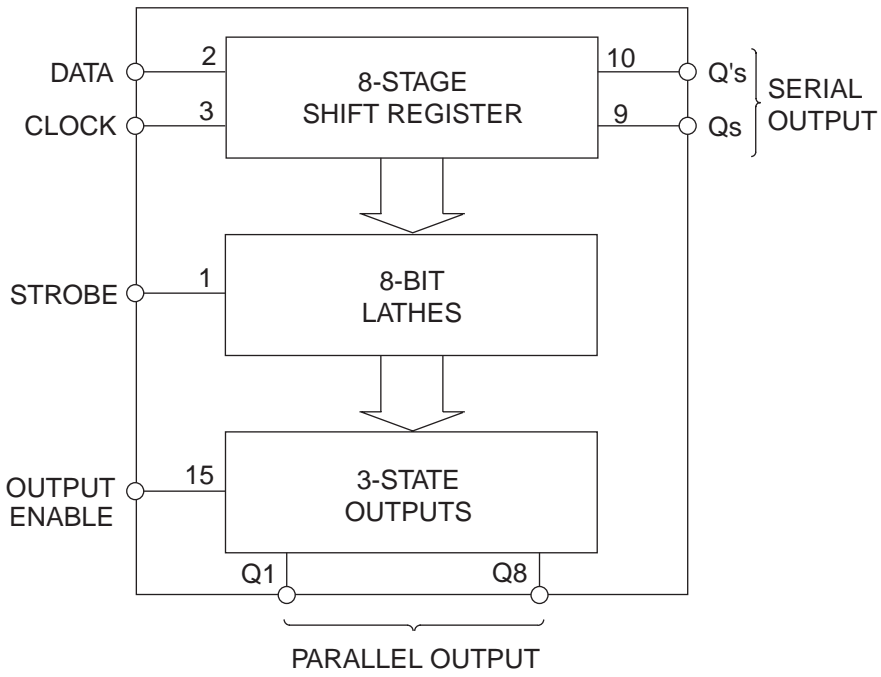 DATA
2
8-STAGE
SHIFT REGISTER
10
Q's
SERIAL
OUTPUT
CLOCK
3
9
Qs
STROBE
1
8-BIT
LATHES
OUTPUT
ENABLE
15
3-STATE
OUTPUTS
Q1
Q8
PARALLEL OUTPUT